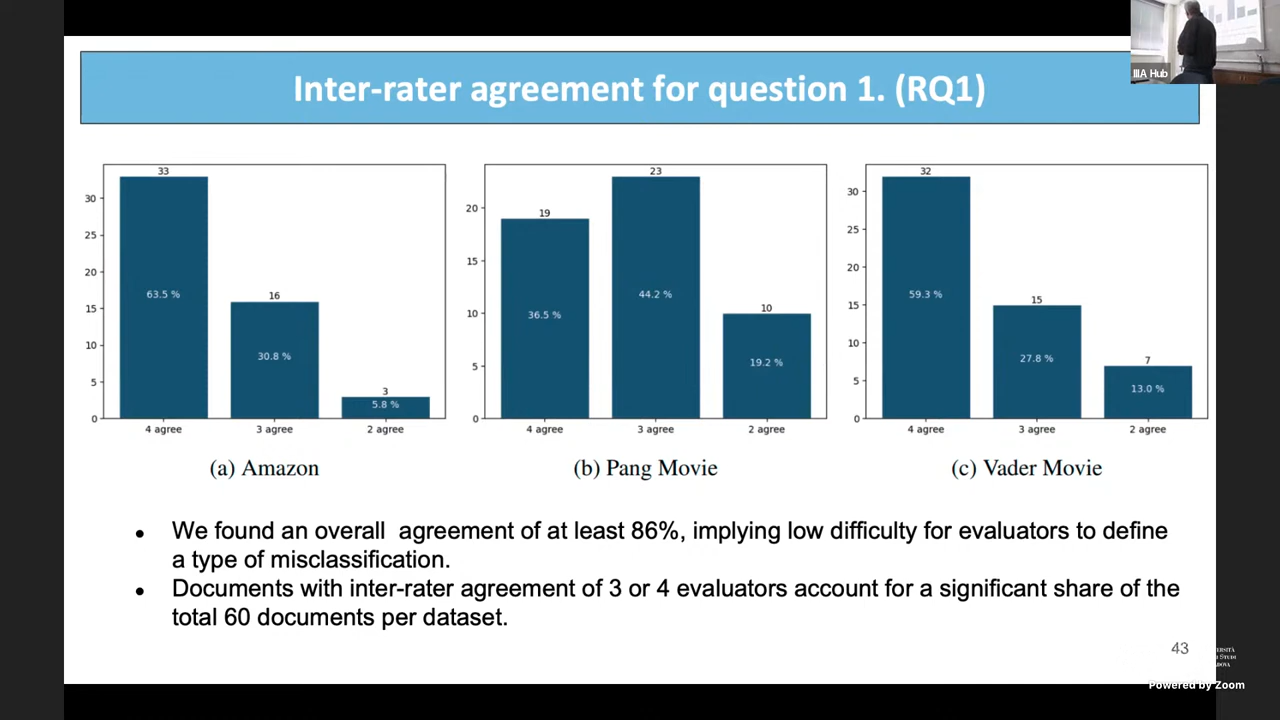 Inter-rater agreement for question 1. (RQ1)
IIIA Hub
33
30
25
20
15
10
5
0
63.5 %
16
30.8 %
3
5.8 %
4 agree
3 agree
2 agree
(a) Amazon
23
20
15
10
5
0
19
36.5 %
44.2 %
10
19.2 %
4 agree
3 agree
2 agree
(b) Pang Movie
32
30
25
20
15
10
5
0
59.3 %
15
27.8 %
7
13.0 %
4 agree
3 agree
2 agree
(c) Vader Movie
● We found an overall agreement of at least 86%, implying low difficulty for evaluators to define
a type of misclassification.
● Documents with inter-rater agreement of 3 or 4 evaluators account for a significant share of the
total 60 documents per dataset.
43
Powered by Zoom